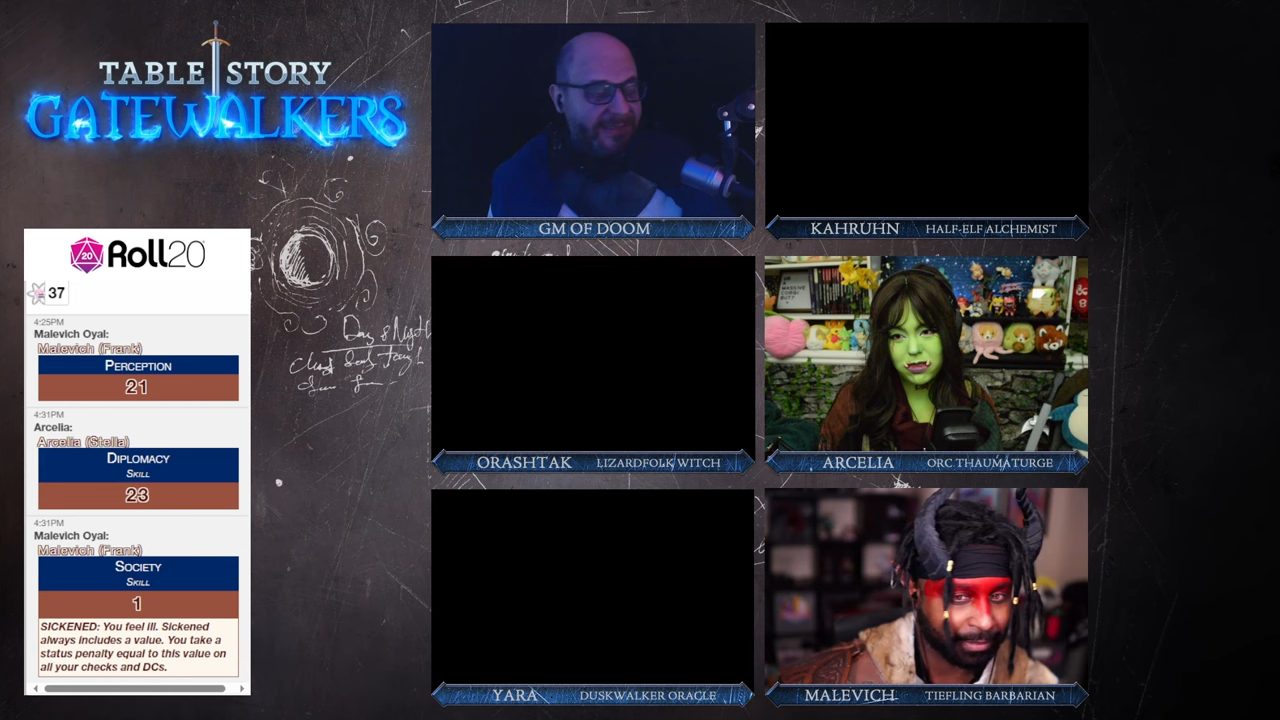 TABLE STORY
GATEWALKERS
Roll20
37
4:25PM
Malevich Oyal:
Malevich (Frank)
PERCEPTION
21
4:31PM
Arcelia:
Arcelia (Stella)
DIPLOMACY
SKILL
23
4:31PM
Malevich Oyal:
Malevich (Frank)
SOCIETY
SKILL
1
SICKENED: You feel ill. Sickened
always includes a value. You take a
status penalty equal to this value on
all your checks and DCs.
GM OF DOOM
KAHRUHN HALF-ELF ALCHEMIST
ORASHTAK LIZARDFOLK WITCH
ARCELIA ORC THAUMATURGE
YARA DUSKWALKER ORACLE
MALEVICH TIEFLING BARBARIAN